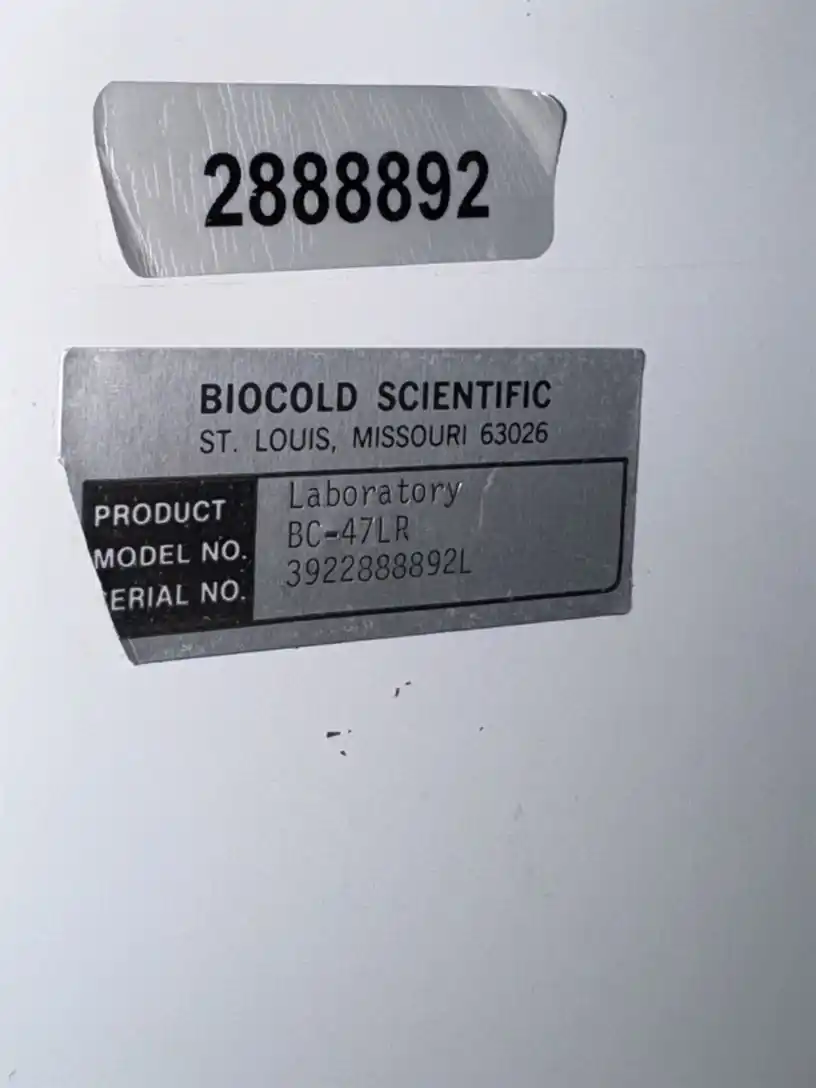 2888892
BIOCOLD SCIENTIFIC
ST. LOUIS, MISSOURI 63026
PRODUCT Laboratory
MODEL NO. BC-47LR
ERIAL NO. 3922888892L